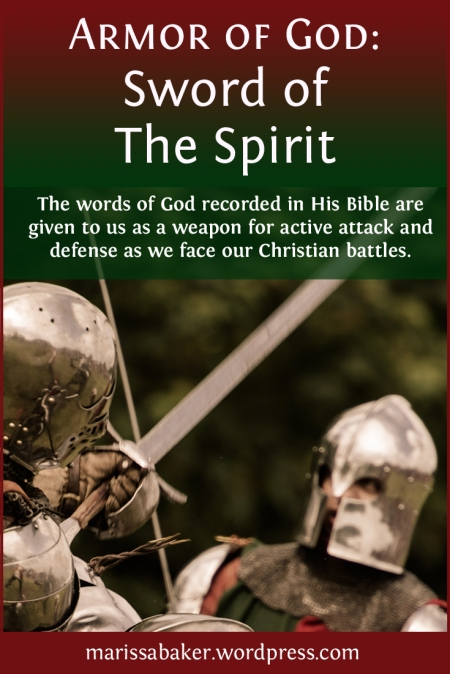 ARMOR OF GOD:
Sword of
The Spirit
The words of God recorded in His Bible are
given to us as a weapon for active attack and
defense as we face our Christian battles.
marissabaker.wordpress.com